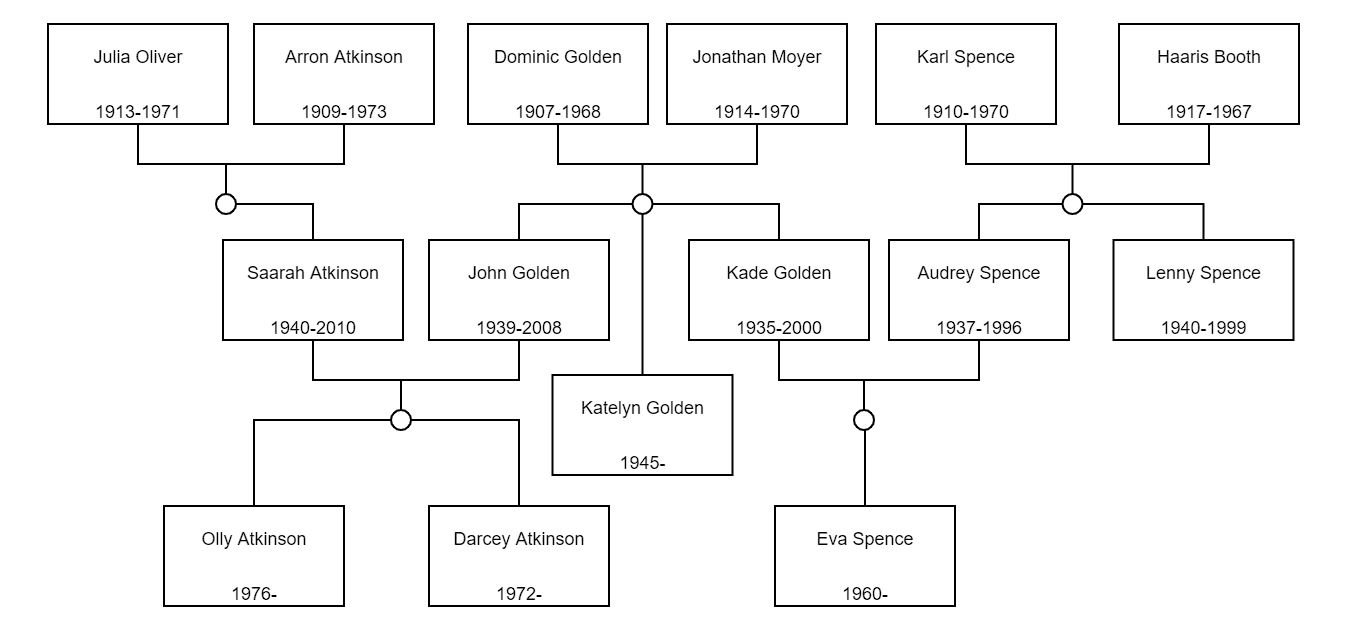 Julia Oliver
1913-1971
Arron Atkinson
1909-1973
Dominic Golden
1907-1968
Jonathan Moyer
1914-1970
Karl Spence
1910-1970
Haaris Booth
1917-1967
Saarah Atkinson
1940-2010
John Golden
1939-2008
Kade Golden
1935-2000
Audrey Spence
1937-1996
Lenny Spence
1940-1999
Katelyn Golden
1945-
Olly Atkinson
1976-
Darcey Atkinson
1972-
Eva Spence
1960-